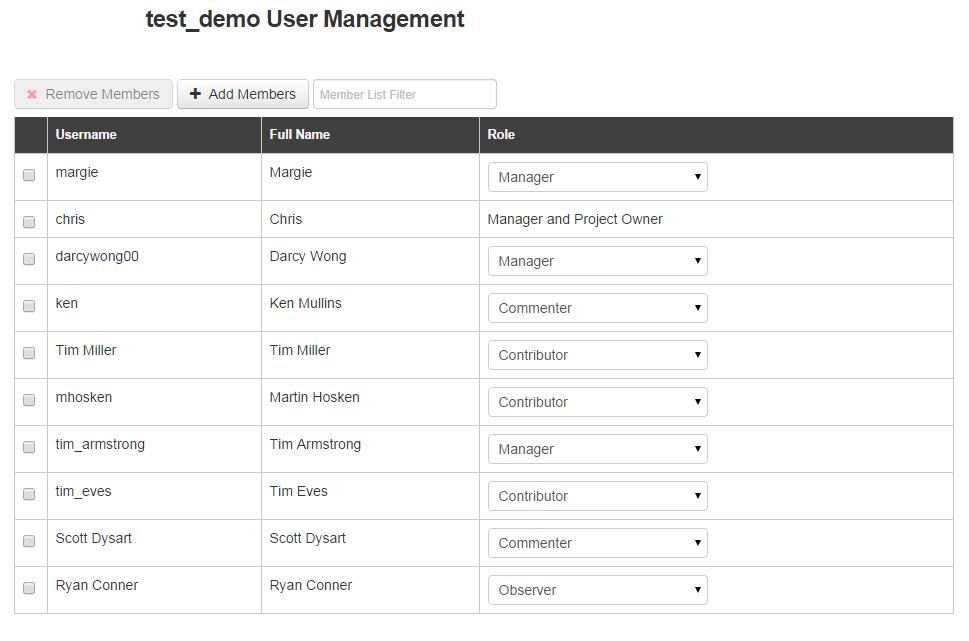 test_demo User Management
Remove Members Add Members Member List Filter
Username Full Name Role
margie Margie Manager
chris Chris Manager and Project Owner
darcywong00 Darcy Wong Manager
ken Ken Mullins Commenter
Tim Miller Tim Miller Contributor
mhosken Martin Hosken Contributor
tim_armstrong Tim Armstrong Manager
tim_eves Tim Eves Contributor
Scott Dysart Scott Dysart Commenter
Ryan Conner Ryan Conner Observer